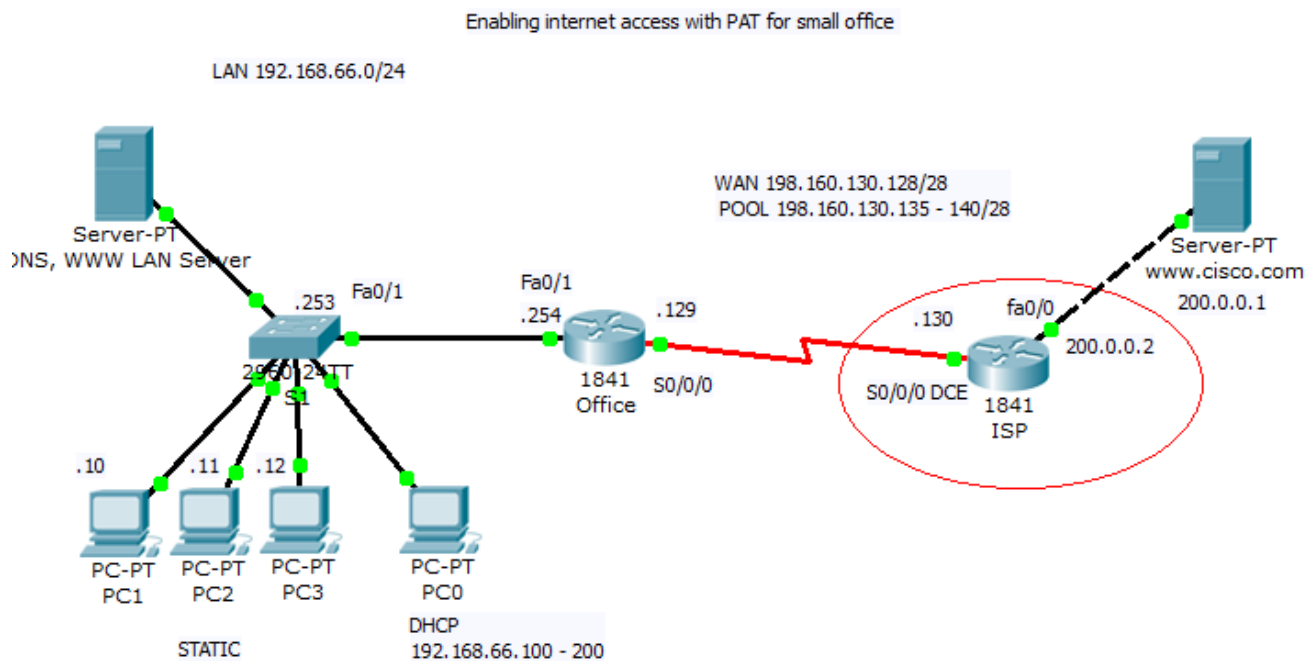 Enabling internet access with PAT for small office
LAN 192.168.66.0/24
Server-PT
DNS, WWW LAN Server
WAN 198.160.130.128/28
POOL 198.160.130.135 - 140/28
Server-PT
www.cisco.com
200.0.0.1
.253
Fa0/1
Fa0/1
.254
.129
.130
fa0/0
200.0.0.2
2960-24TT
S1
1841
Office
S0/0/0
S0/0/0 DCE
1841
ISP
.10
.11
.12
PC-PT
PC1
PC-PT
PC2
PC-PT
PC3
PC-PT
PC0
STATIC
DHCP
192.168.66.100 - 200